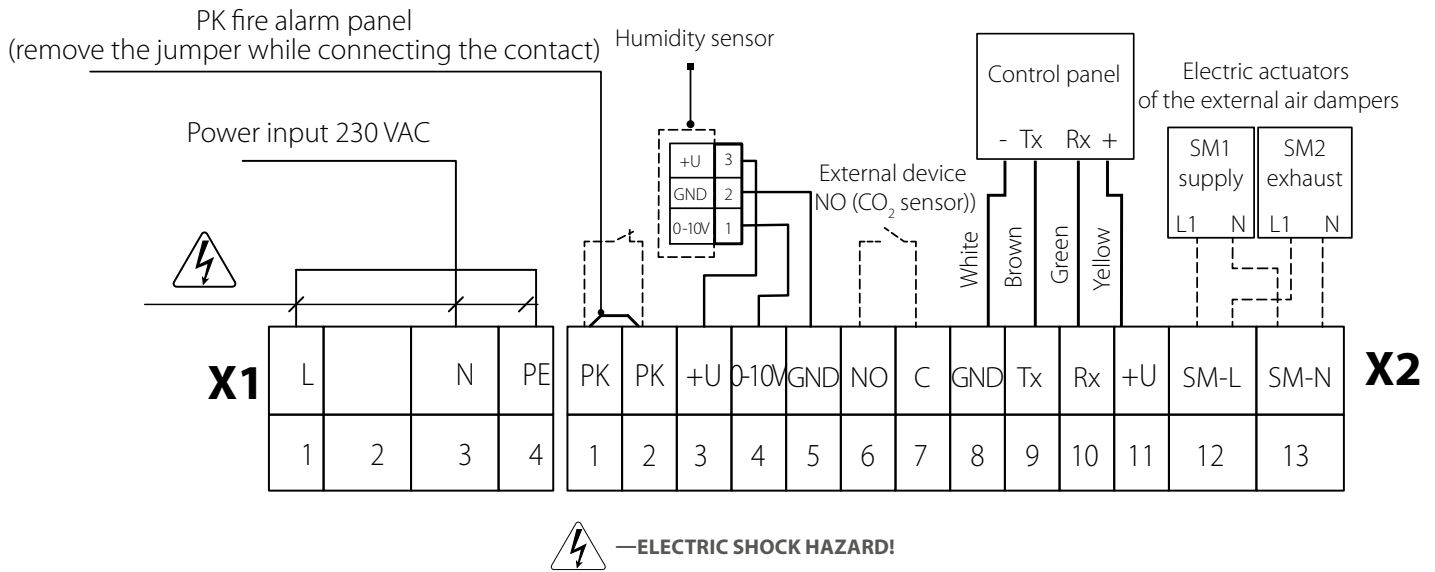 PK fire alarm panel
(remove the jumper while connecting the contact)
Humidity sensor
Power input 230 VAC
+U 3
GND 2
0-10V 1
External device
NO (CO2 sensor))
Control panel
- Tx Rx +
White
Brown
Green
Yellow
Electric actuators
of the external air dampers
SM1
supply
L1 N
SM2
exhaust
L1 N
X1
L N PE
1 2 3 4
PK PK +U 0-10V GND NO C GND Tx Rx +U SM-L SM-N
1 2 3 4 5 6 7 8 9 10 11 12 13
X2
—ELECTRIC SHOCK HAZARD!